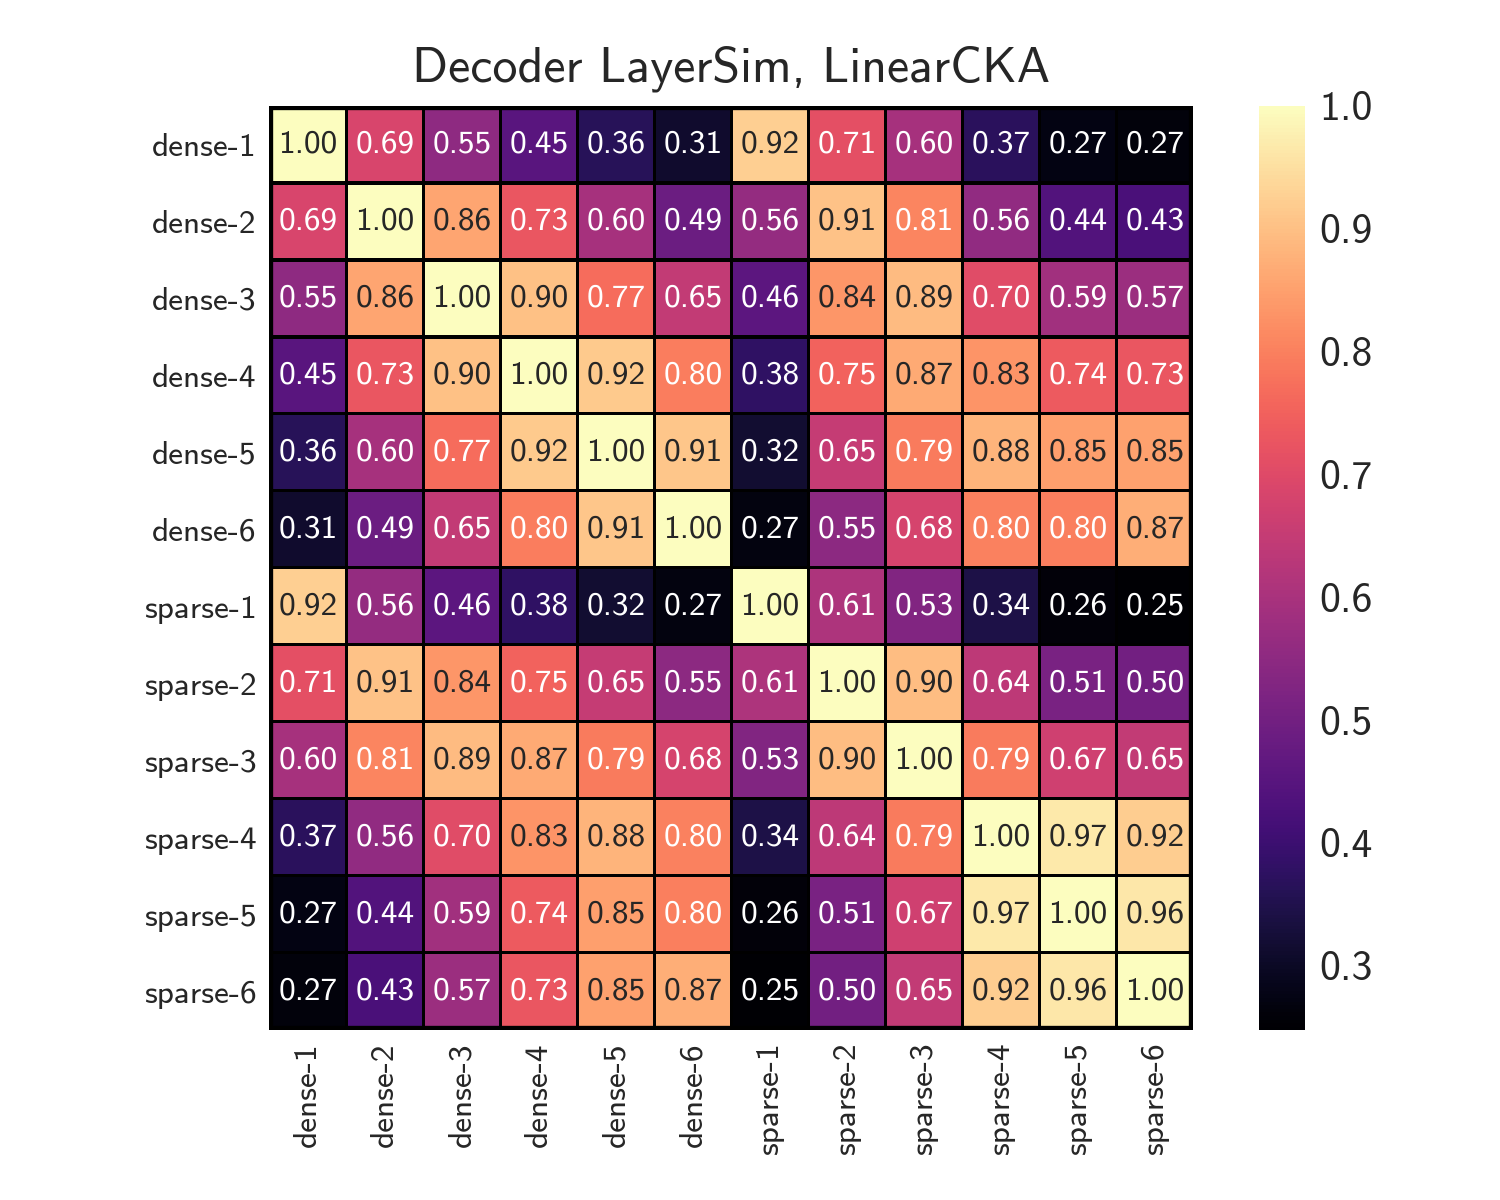 Decoder LayerSim, LinearCKA
dense-1 1.00 0.69 0.55 0.45 0.36 0.31 0.92 0.71 0.60 0.37 0.27 0.27
dense-2 0.69 1.00 0.86 0.73 0.60 0.49 0.56 0.91 0.81 0.56 0.44 0.43
dense-3 0.55 0.86 1.00 0.90 0.77 0.65 0.46 0.84 0.89 0.70 0.59 0.57
dense-4 0.45 0.73 0.90 1.00 0.92 0.80 0.38 0.75 0.87 0.83 0.74 0.73
dense-5 0.36 0.60 0.77 0.92 1.00 0.91 0.32 0.65 0.79 0.88 0.85 0.85
dense-6 0.31 0.49 0.65 0.80 0.91 1.00 0.27 0.55 0.68 0.80 0.80 0.87
sparse-1 0.92 0.56 0.46 0.38 0.32 0.27 1.00 0.61 0.53 0.34 0.26 0.25
sparse-2 0.71 0.91 0.84 0.75 0.65 0.55 0.61 1.00 0.90 0.64 0.51 0.50
sparse-3 0.60 0.81 0.89 0.87 0.79 0.68 0.53 0.90 1.00 0.79 0.67 0.65
sparse-4 0.37 0.56 0.70 0.83 0.88 0.80 0.34 0.64 0.79 1.00 0.97 0.92
sparse-5 0.27 0.44 0.59 0.74 0.85 0.80 0.26 0.51 0.67 0.97 1.00 0.96
sparse-6 0.27 0.43 0.57 0.73 0.85 0.87 0.25 0.50 0.65 0.92 0.96 1.00
dense-1 dense-2 dense-3 dense-4 dense-5 dense-6 sparse-1 sparse-2 sparse-3 sparse-4 sparse-5 sparse-6
1.0
0.9
0.8
0.7
0.6
0.5
0.4
0.3